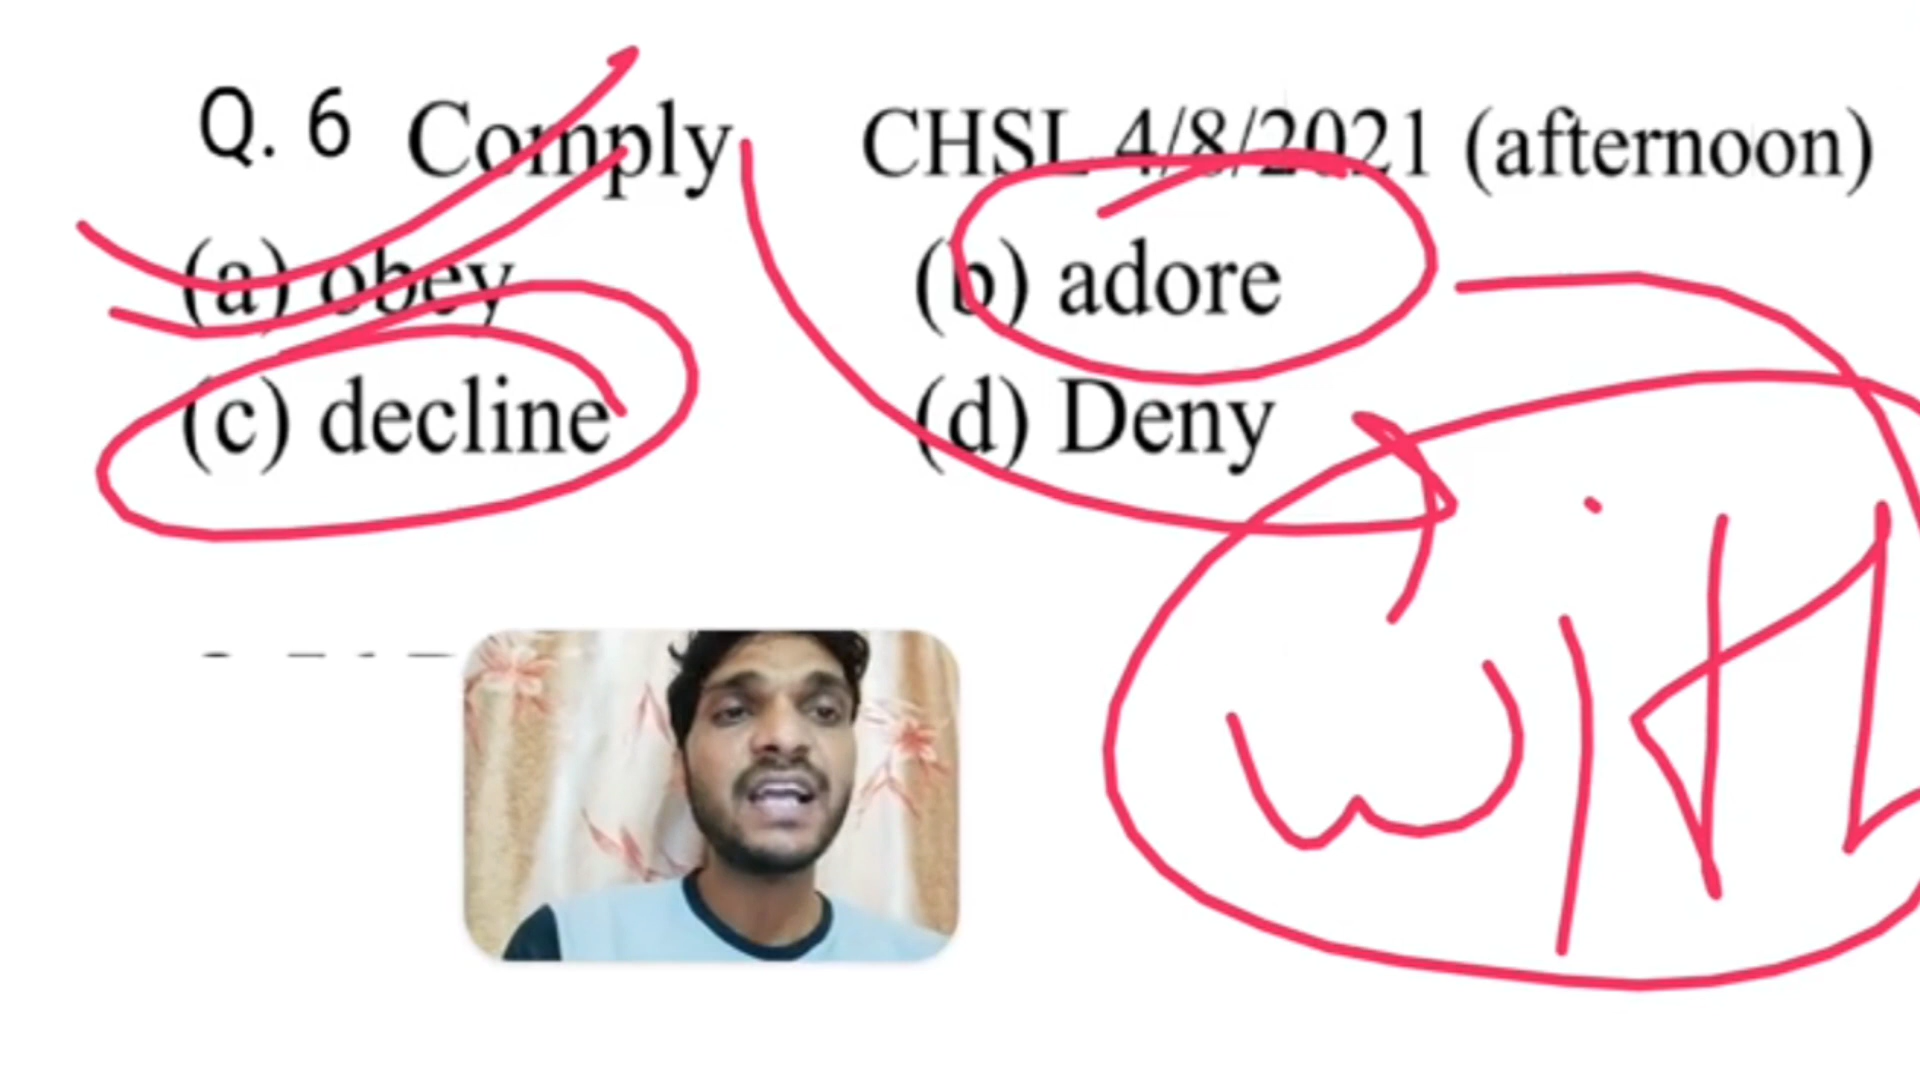 Q. 6 Comply CHSL 4/8/2021 (afternoon)
(a) obey (b) adore
(c) decline (d) Deny
with